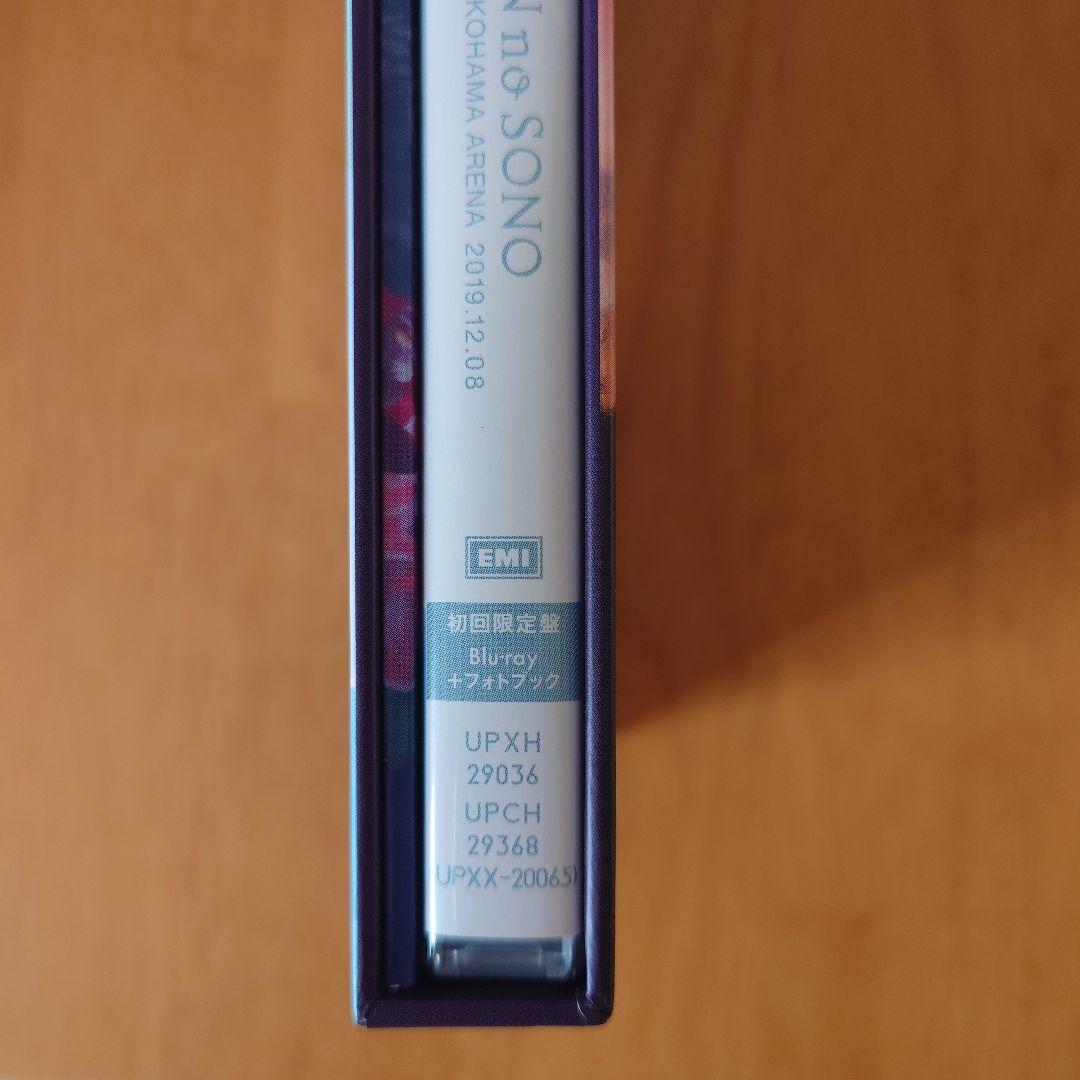 N no SONO
KOHAMA ARENA 2019.12.08
EMI
初回限定盤
Blu-ray
+フォトブック
UPXH
29036
UPCH
29368
UPXX-20065)